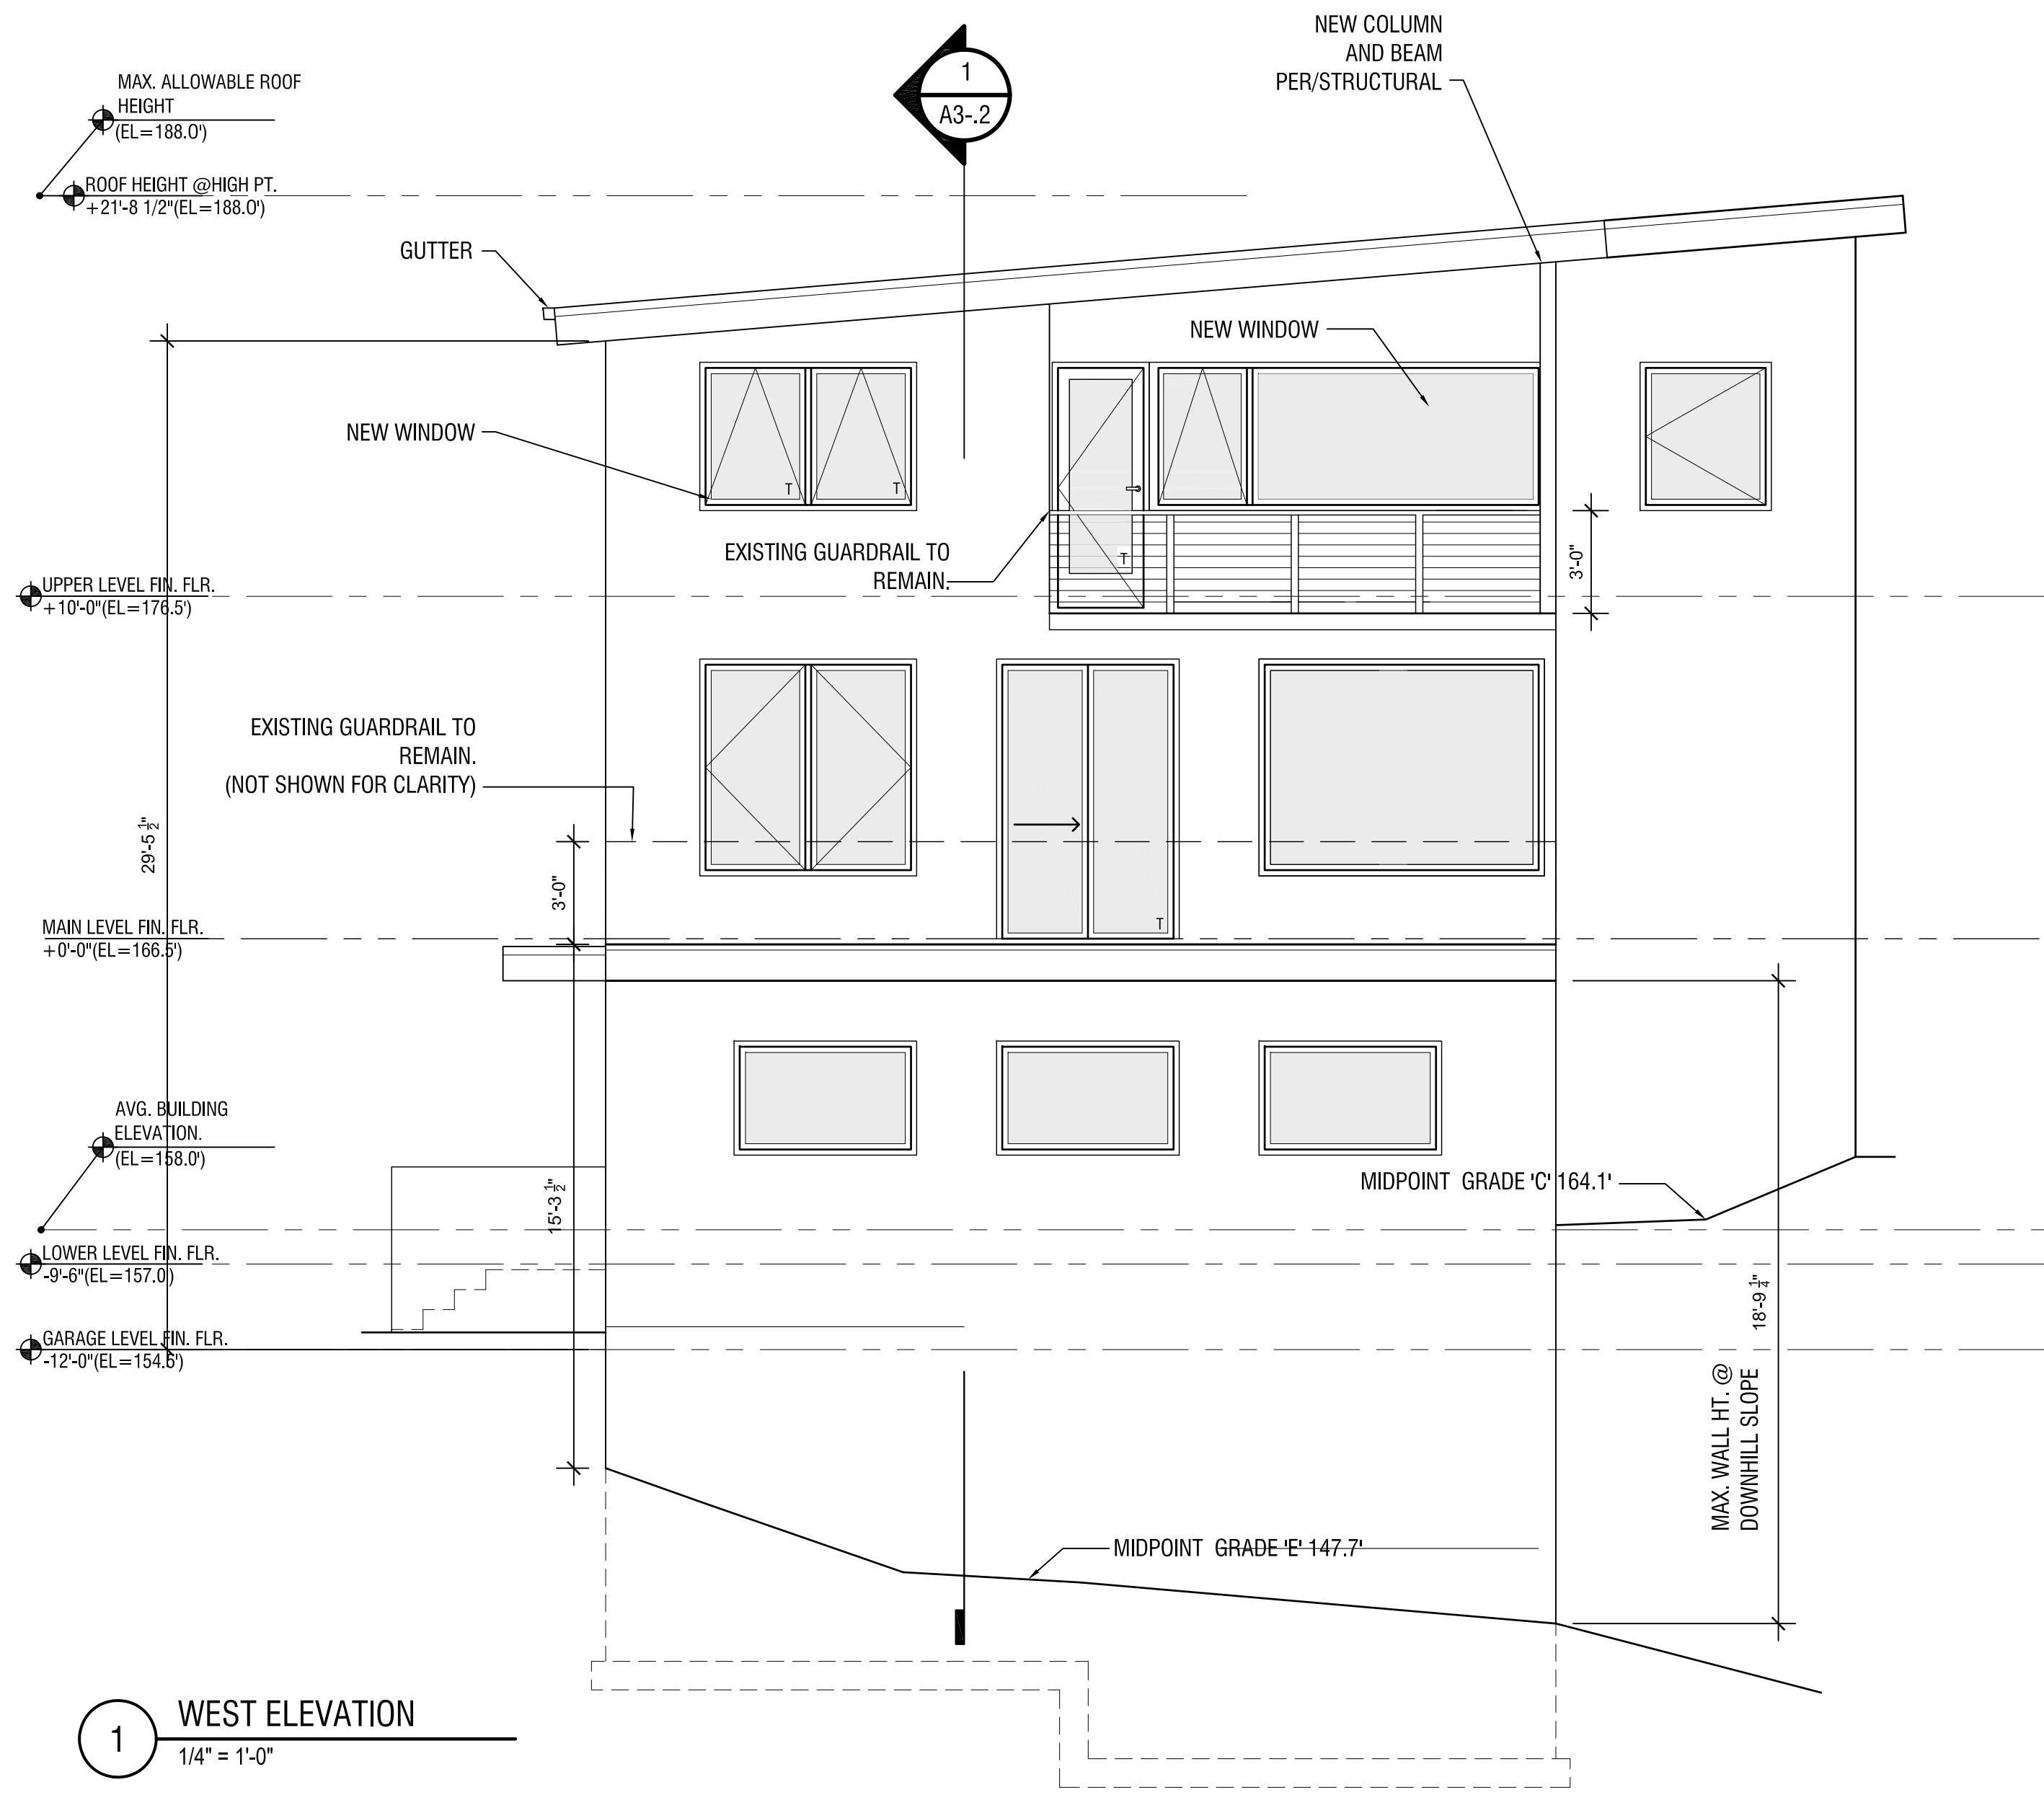 NEW COLUMN
AND BEAM
PER/STRUCTURAL
1
A3-.2
MAX. ALLOWABLE ROOF
HEIGHT
(EL=188.0')
ROOF HEIGHT @HIGH PT.
+21'-8 1/2"(EL=188.0')
GUTTER
NEW WINDOW
NEW WINDOW
EXISTING GUARDRAIL TO
REMAIN.
3'-0"
T
T
T
UPPER LEVEL FIN. FLR.
+10'-0"(EL=176.5')
EXISTING GUARDRAIL TO
REMAIN.
(NOT SHOWN FOR CLARITY)
29'-5 1/2"
3'-0"
T
MAIN LEVEL FIN. FLR.
+0'-0"(EL=166.5')
AVG. BUILDING
ELEVATION.
(EL=158.0')
15'-3 1/2"
MIDPOINT GRADE 'C' 164.1'
LOWER LEVEL FIN. FLR.
-9'-6"(EL=157.0)
GARAGE LEVEL FIN. FLR.
-12'-0"(EL=154.5')
18'-9 1/4"
MAX. WALL HT. @
DOWNHILL SLOPE
MIDPOINT GRADE 'E' 147.7'
1
WEST ELEVATION
1/4" = 1'-0"